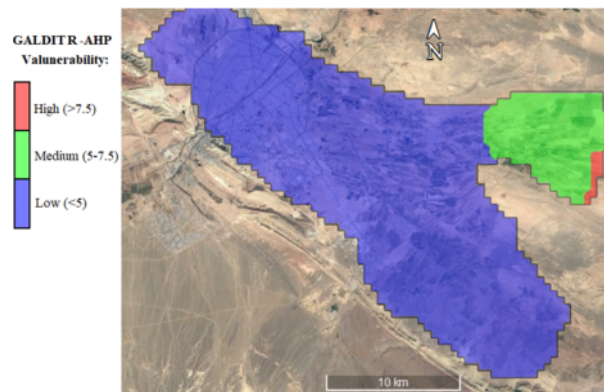 GALDIT R -AHP
Valunerability:
High (>7.5)
Medium (5-7.5)
Low (<5)
N
10 km